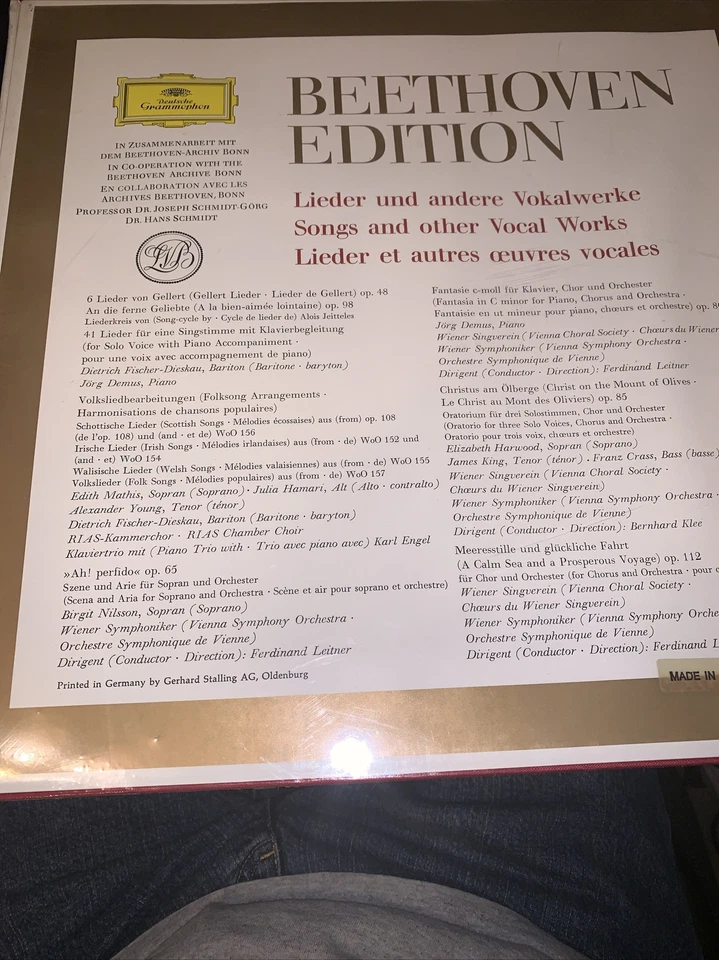 Deutsche
Grammophon
BEETHOVEN
EDITION
IN ZUSAMMENARBEIT MIT
DEM BEETHOVEN-ARCHIV BONN
IN CO-OPERATION WITH THE
BEETHOVEN ARCHIVE BONN
EN COLLABORATION AVEC LES
ARCHIVES BEETHOVEN, BONN
PROFESSOR DR. JOSEPH SCHMIDT-GÖRG
DR. HANS SCHMIDT
LVB
Lieder und andere Vokalwerke
Songs and other Vocal Works
Lieder et autres œuvres vocales
6 Lieder von Gellert (Gellert Lieder · Lieder de Gellert) op. 48
An die ferne Geliebte (A la bien-aimée lointaine) op. 98
Liederkreis von (Song-cycle by · Cycle de lieder de) Alois Jeitteles
41 Lieder für eine Singstimme mit Klavierbegleitung
(for Solo Voice with Piano Accompaniment ·
pour une voix avec accompagnement de piano)
Dietrich Fischer-Dieskau, Bariton (Baritone · baryton)
Jörg Demus, Piano
Volksliedbearbeitungen (Folksong Arrangements ·
Harmonisations de chansons populaires)
Schottische Lieder (Scottish Songs · Mélodies écossaises) aus (from) op. 108
(de l'op. 108) und (and · et de) WoO 156
Irische Lieder (Irish Songs · Mélodies irlandaises) aus (from · de) WoO 152 und
(and · et) WoO 154
Walisische Lieder (Welsh Songs · Mélodies valaisiennes) aus (from · de) WoO 155
Volkslieder (Folk Songs · Mélodies populaires) aus (from · de) WoO 157
Edith Mathis, Sopran (Soprano) · Julia Hamari, Alt (Alto · contralto)
Alexander Young, Tenor (ténor)
Dietrich Fischer-Dieskau, Bariton (Baritone · baryton)
RIAS-Kammerchor · RIAS Chamber Choir
Klaviertrio mit (Piano Trio with · Trio avec piano avec) Karl Engel
»Ah! perfido« op. 65
Szene und Arie für Sopran und Orchester
(Scena and Aria for Soprano and Orchestra · Scène et air pour soprano et orchestre)
Birgit Nilsson, Sopran (Soprano)
Wiener Symphoniker (Vienna Symphony Orchestra ·
Orchestre Symphonique de Vienne)
Dirigent (Conductor · Direction): Ferdinand Leitner
Printed in Germany by Gerhard Stalling AG, Oldenburg
Fantasie c-moll für Klavier, Chor und Orchester
(Fantasia in C minor for Piano, Chorus and Orchestra ·
Fantaisie en ut mineur pour piano, chœurs et orchestre) op.
Jörg Demus, Piano
Wiener Singverein (Vienna Choral Society · Chœurs du Wiener
Wiener Symphoniker (Vienna Symphony Orchestra ·
Orchestre Symphonique de Vienne)
Dirigent (Conductor · Direction): Ferdinand Leitner
Christus am Ölberge (Christ on the Mount of Olives ·
Le Christ au Mont des Oliviers) op. 85
Oratorium für drei Solostimmen, Chor und Orchester
(Oratorio for three Solo Voices, Chorus and Orchestra ·
Oratorio pour trois voix, chœurs et orchestre)
Elizabeth Harwood, Sopran (Soprano)
James King, Tenor (ténor) · Franz Crass, Bass (basse)
Wiener Singverein (Vienna Choral Society ·
Chœurs du Wiener Singverein)
Wiener Symphoniker (Vienna Symphony Orchestra ·
Orchestre Symphonique de Vienne)
Dirigent (Conductor · Direction): Bernhard Klee
Meeresstille und glückliche Fahrt
(A Calm Sea and a Prosperous Voyage) op. 112
für Chor und Orchester (for Chorus and Orchestra · pour
Wiener Singverein (Vienna Choral Society ·
Chœurs du Wiener Singverein)
Wiener Symphoniker (Vienna Symphony Orche
Orchestre Symphonique de Vienne)
Dirigent (Conductor · Direction): Ferdinand L
MADE IN